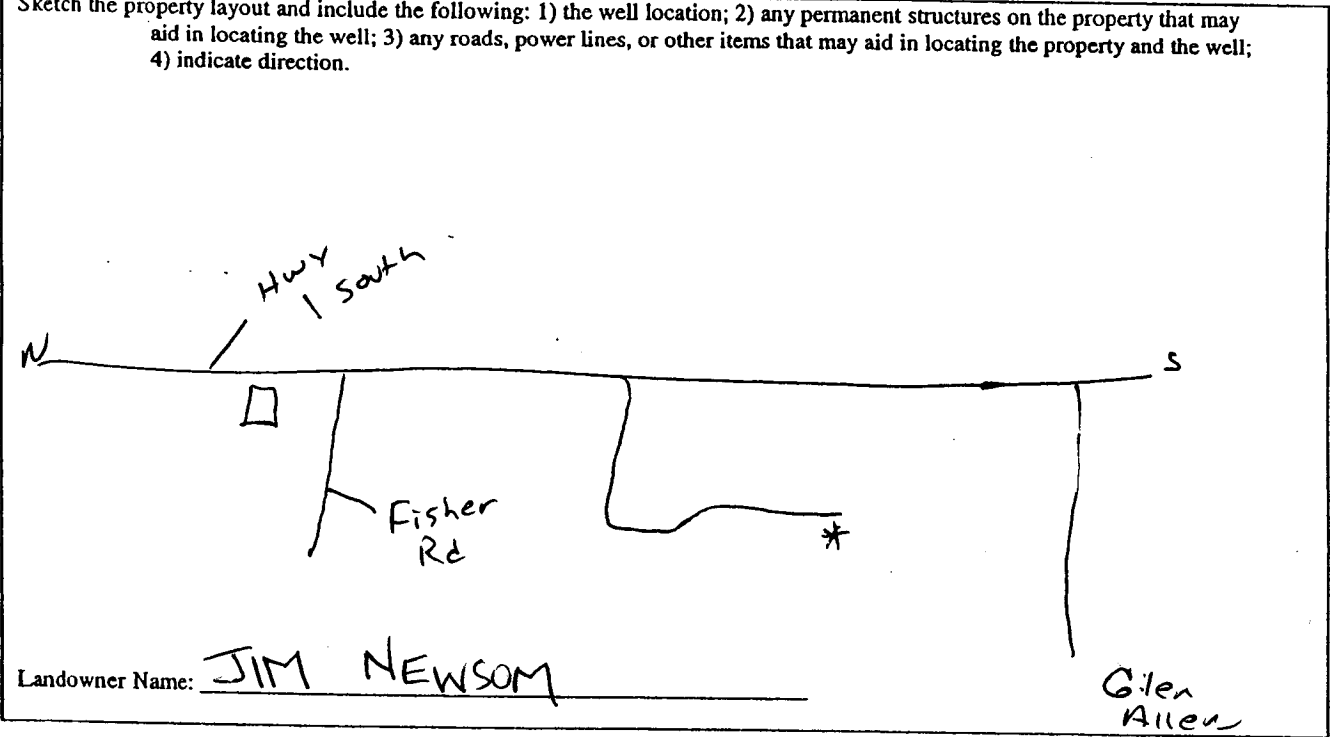 Sketch the property layout and include the following: 1) the well location; 2) any permanent structures on the property that may
aid in locating the well; 3) any roads, power lines, or other items that may aid in locating the property and the well;
4) indicate direction.
Hwy
1 South
N
S
Fisher
Rd
*
Landowner Name: JIM NEWSOM
Glen
Allen